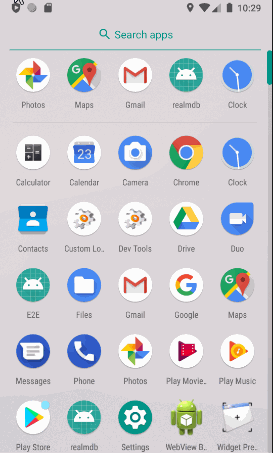 10:29
Search apps
Photos Maps Gmail realmdb Clock
23
Calculator Calendar Camera Chrome Clock
Contacts Custom Lo.. Dev Tools Drive Duo
E2E Files Gmail Google Maps
Messages Phone Photos Play Movie.. Play Music
Play Store realmdb Settings WebView B.. Widget Pre..